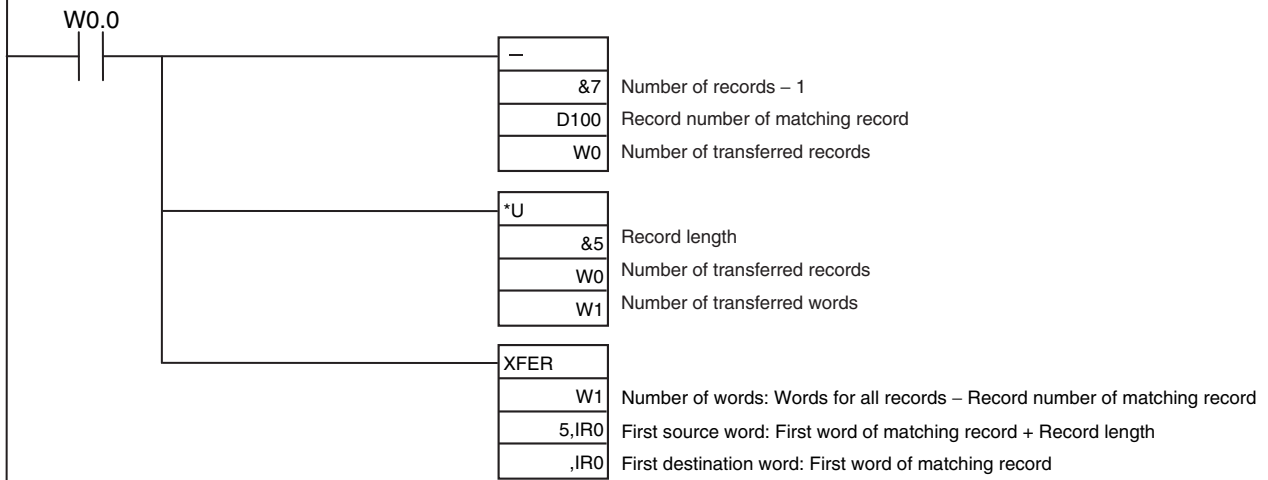 W0.0
–
&7 Number of records – 1
D100 Record number of matching record
W0 Number of transferred records
*U
&5 Record length
W0 Number of transferred records
W1 Number of transferred words
XFER
W1 Number of words: Words for all records – Record number of matching record
5,IR0 First source word: First word of matching record + Record length
,IR0 First destination word: First word of matching record